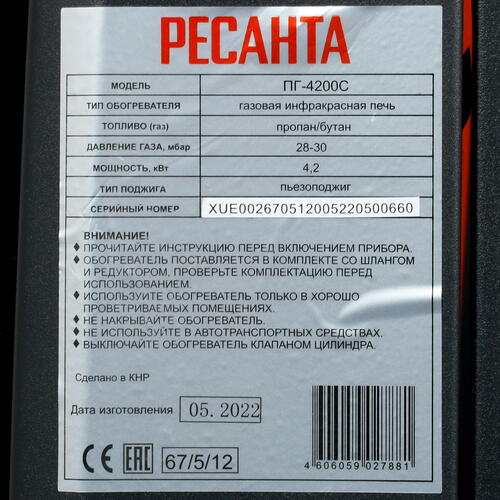 РЕСАНТА
МОДЕЛЬ ПГ-4200С
ТИП ОБОГРЕВАТЕЛЯ газовая инфракрасная печь
ТОПЛИВО (газ) пропан/бутан
ДАВЛЕНИЕ ГАЗА, мбар 28-30
МОЩНОСТЬ, кВт 4,2
ТИП ПОДЖИГА пьезоподжиг
СЕРИЙНЫЙ НОМЕР XUE002670512005220500660
ВНИМАНИЕ!
♦ ПРОЧИТАЙТЕ ИНСТРУКЦИЮ ПЕРЕД ВКЛЮЧЕНИЕМ ПРИБОРА.
♦ ОБОГРЕВАТЕЛЬ ПОСТАВЛЯЕТСЯ В КОМПЛЕКТЕ СО ШЛАНГОМ
И РЕДУКТОРОМ, ПРОВЕРЬТЕ КОМПЛЕКТАЦИЮ ПЕРЕД
ИСПОЛЬЗОВАНИЕМ.
♦ ИСПОЛЬЗУЙТЕ ОБОГРЕВАТЕЛЬ ТОЛЬКО В ХОРОШО
ПРОВЕТРИВАЕМЫХ ПОМЕЩЕНИЯХ.
♦ НЕ НАКРЫВАЙТЕ ОБОГРЕВАТЕЛЬ.
♦ НЕ ИСПОЛЬЗУЙТЕ В АВТОТРАНСПОРТНЫХ СРЕДСТВАХ.
♦ ВЫКЛЮЧАЙТЕ ОБОГРЕВАТЕЛЬ КЛАПАНОМ ЦИЛИНДРА.
Сделано в КНР
Дата изготовления 05.2022
CE EAC 67/5/12
4 606059 027881